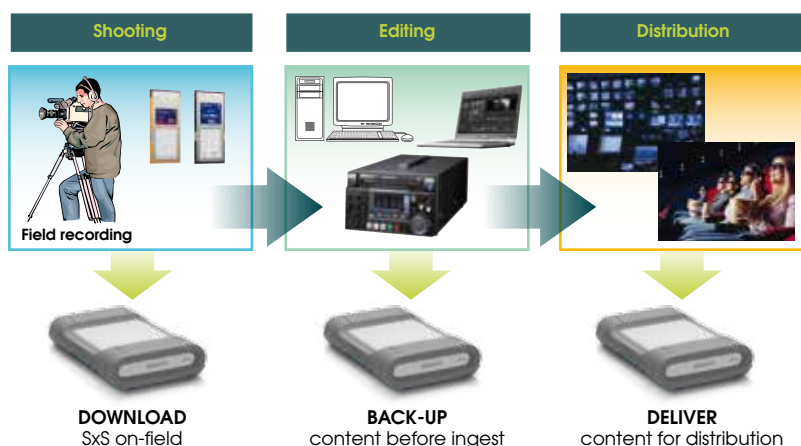 Shooting
Editing
Distribution
Field recording
DOWNLOAD
SxS on-field
BACK-UP
content before ingest
DELIVER
content for distribution